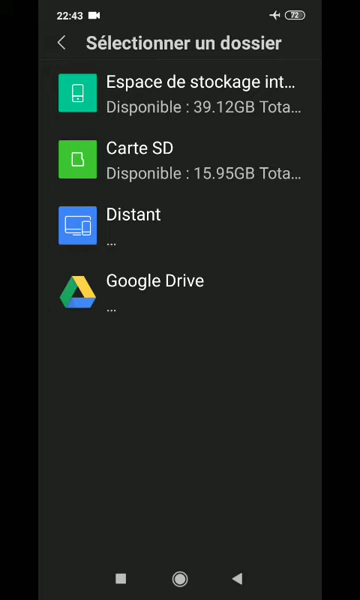 22:43 72
Sélectionner un dossier
Espace de stockage int...
Disponible : 39.12GB Tota...
Carte SD
Disponible : 15.95GB Tota...
Distant
...
Google Drive
...